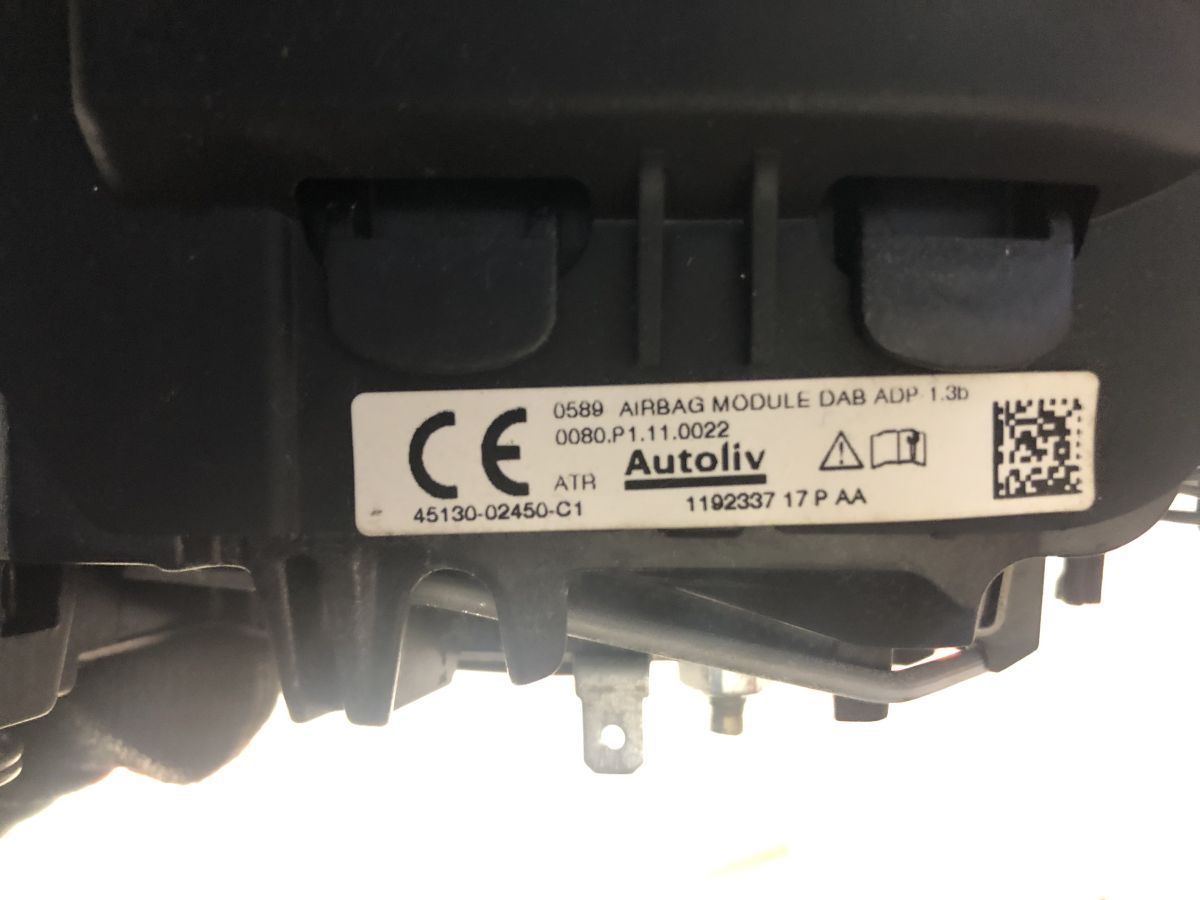 CE 0589 AIRBAG MODULE DAB ADP 1.3b
0080.P1.11.0022
ATR Autoliv
45130-02450-C1 1192337 17 P AA